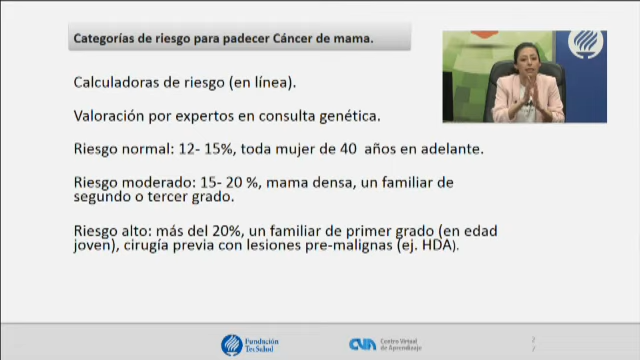 Categorías de riesgo para padecer Cáncer de mama.
Calculadoras de riesgo (en línea).
Valoración por expertos en consulta genética.
Riesgo normal: 12- 15%, toda mujer de 40 años en adelante.
Riesgo moderado: 15- 20 %, mama densa, un familiar de
segundo o tercer grado.
Riesgo alto: más del 20%, un familiar de primer grado (en edad
joven), cirugía previa con lesiones pre-malignas (ej. HDA).
Fundación
TecSalud
CVA
Centro Virtual
de Aprendizaje